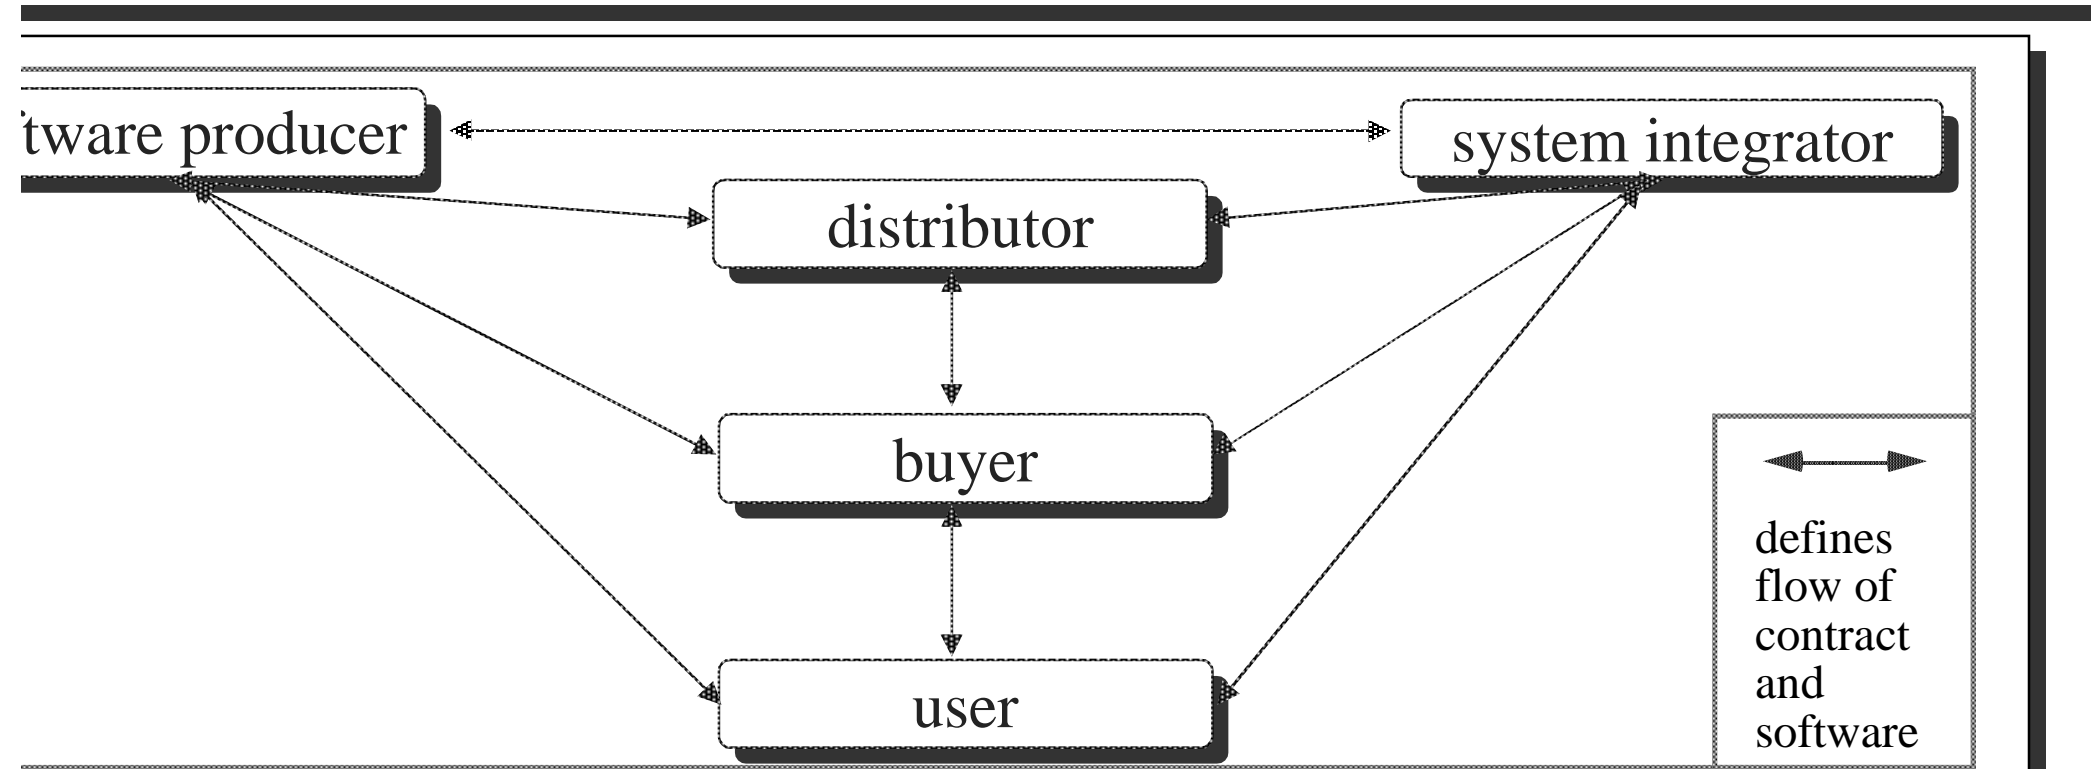 tware producer
system integrator
distributor
buyer
user
defines
flow of
contract
and
software